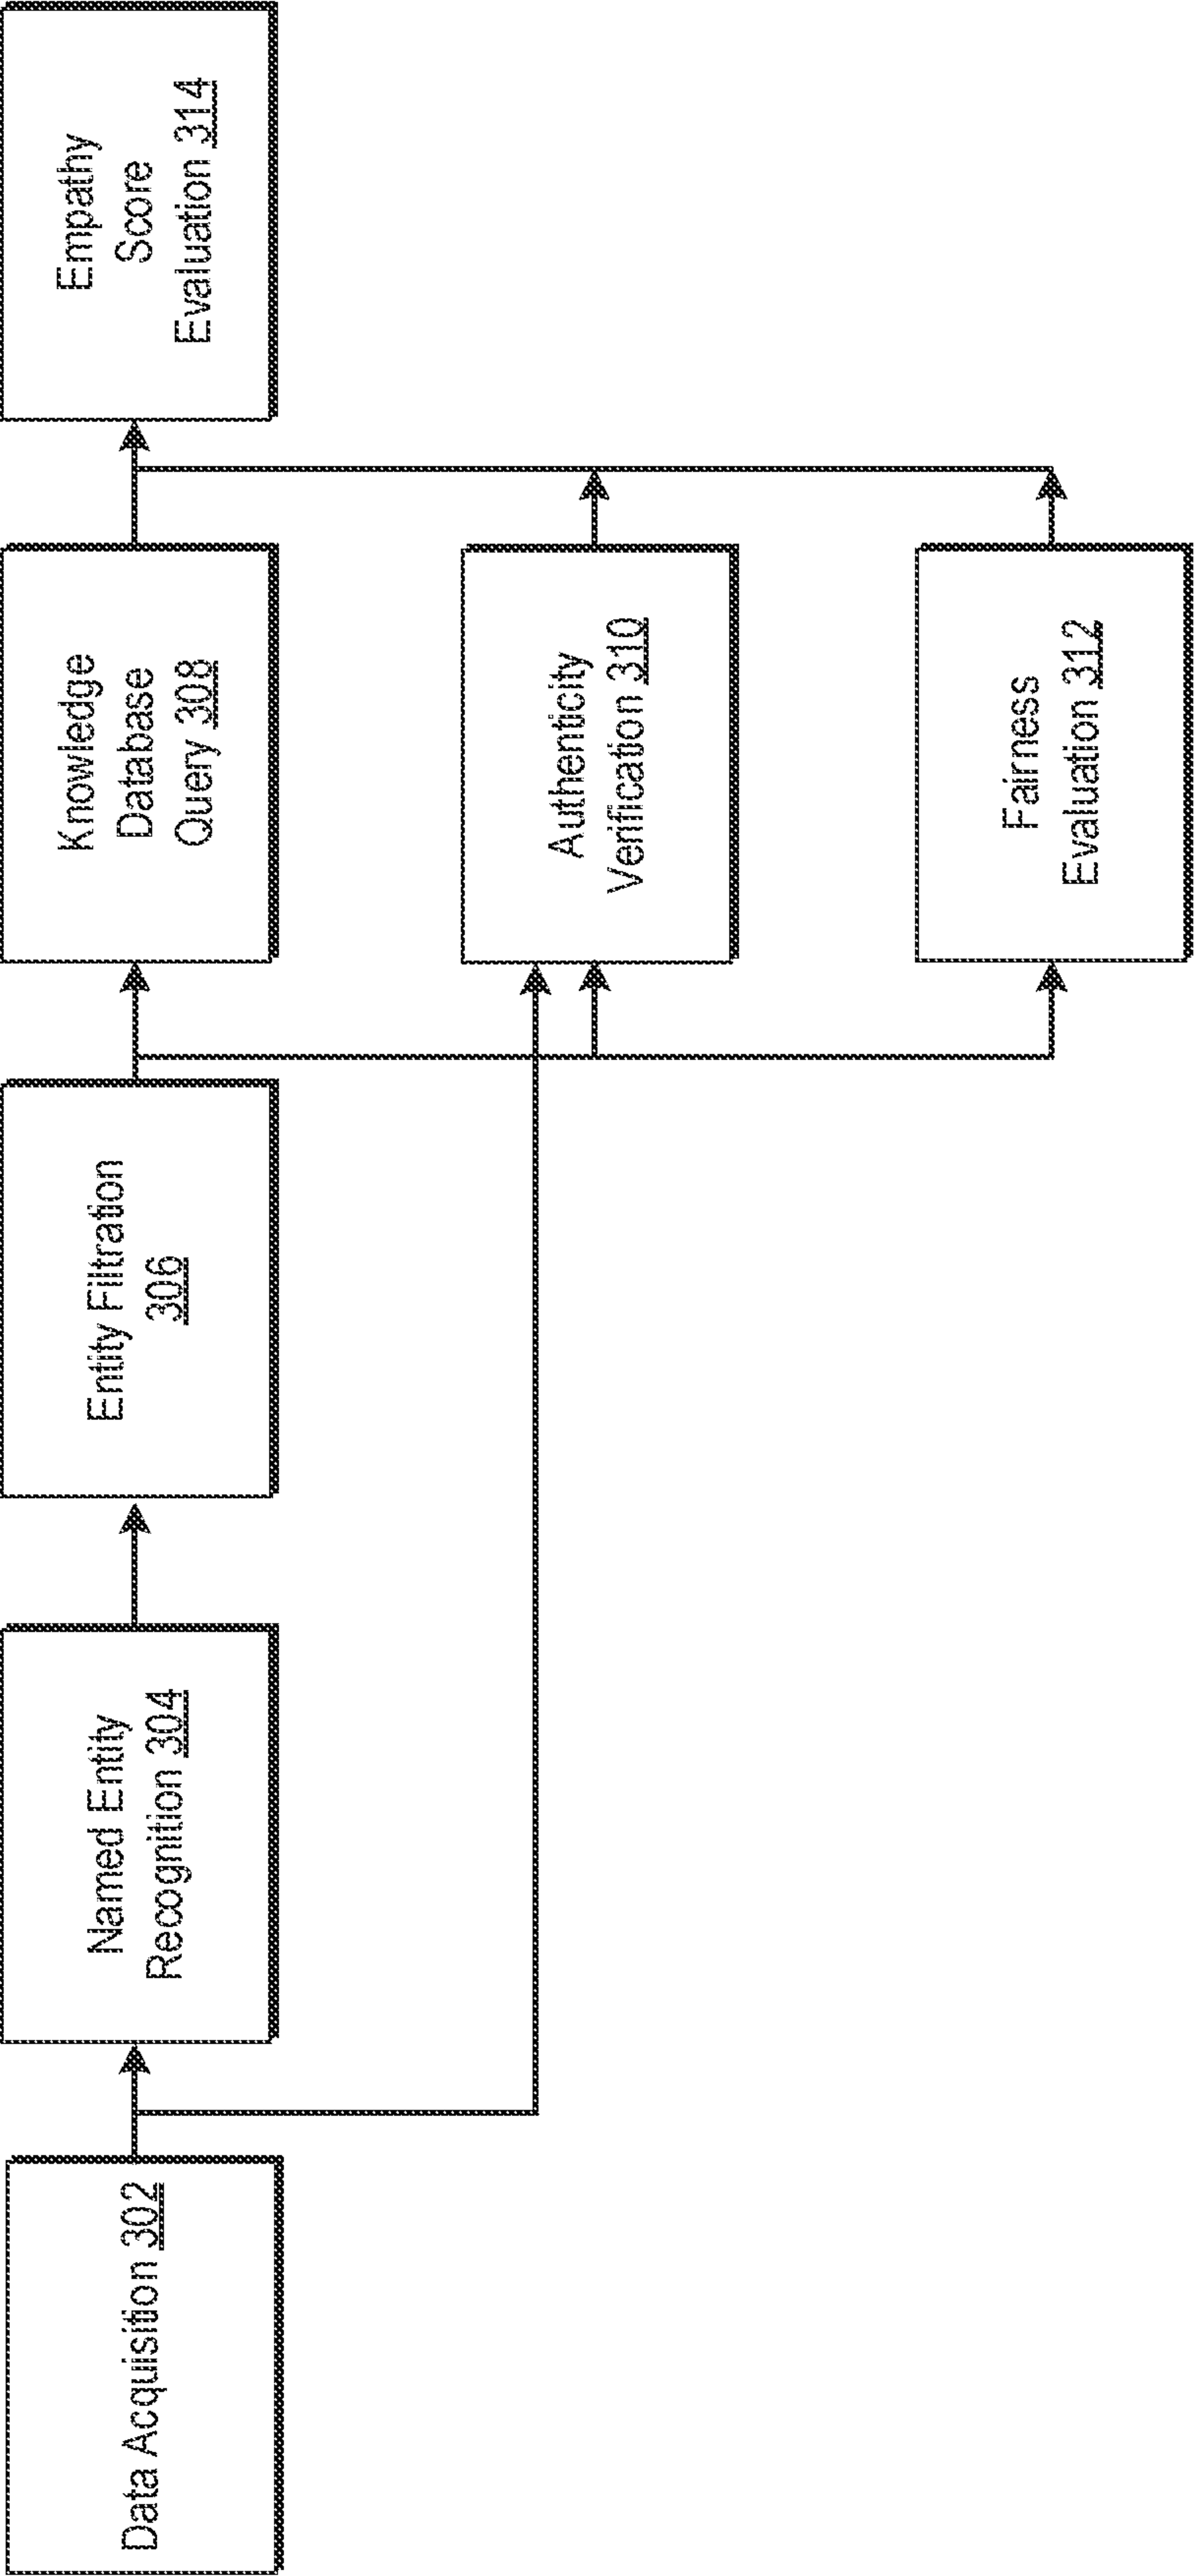 Data Acquisition 302
Named Entity
Recognition 304
Entity Filtration
306
Knowledge
Database
Query 308
Authenticity
Verification 310
Fairness
Evaluation 312
Empathy
Score
Evaluation 314